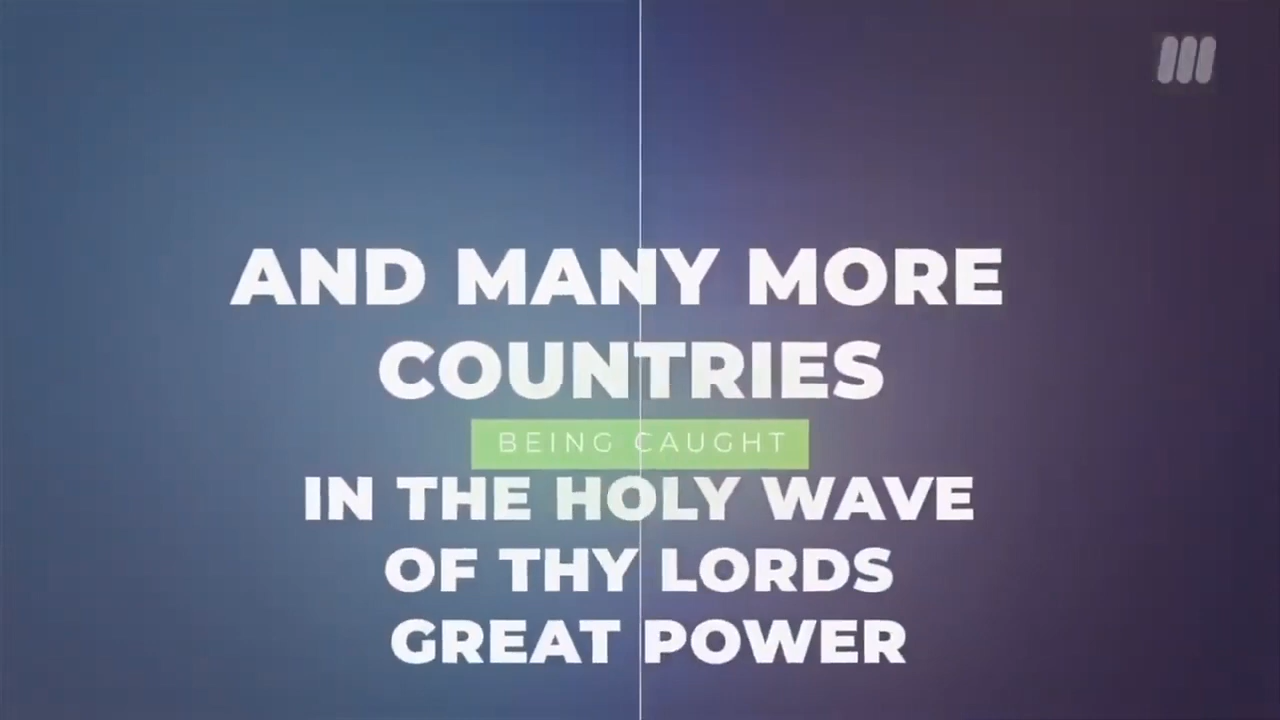 AND MANY MORE
COUNTRIES
BEING CAUGHT
IN THE HOLY WAVE
OF THY LORDS
GREAT POWER